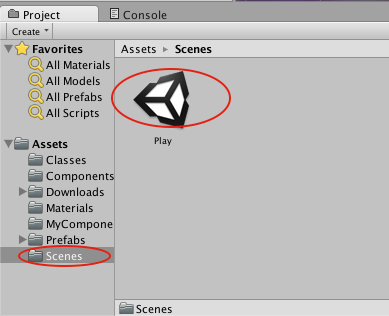 Project
Console
Create
Favorites
All Materials
All Models
All Prefabs
All Scripts
Assets
Classes
Components
Downloads
Materials
MyCompone
Prefabs
Scenes
Assets Scenes
Play
Scenes